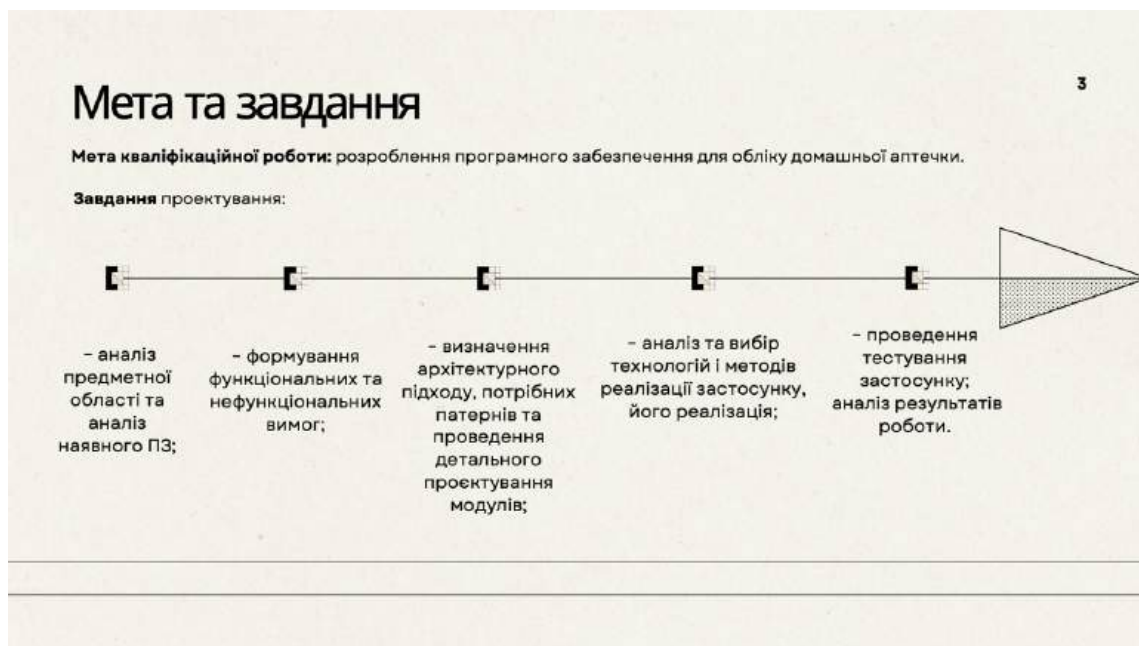 3
Мета та завдання
Мета кваліфікаційної роботи: розроблення програмного забезпечення для обліку домашньої аптечки.
Завдання проектування:
– аналіз
предметної
області та
аналіз
наявного ПЗ;
– формування
функціональних та
нефункціональних
вимог;
– визначення
архітектурного
підходу, потрібних
патернів та
проведення
детального
проєктування
модулів;
– аналіз та вибір
технологій і методів
реалізації застосунку,
його реалізація;
– проведення
тестування
застосунку;
аналіз результатів
роботи.